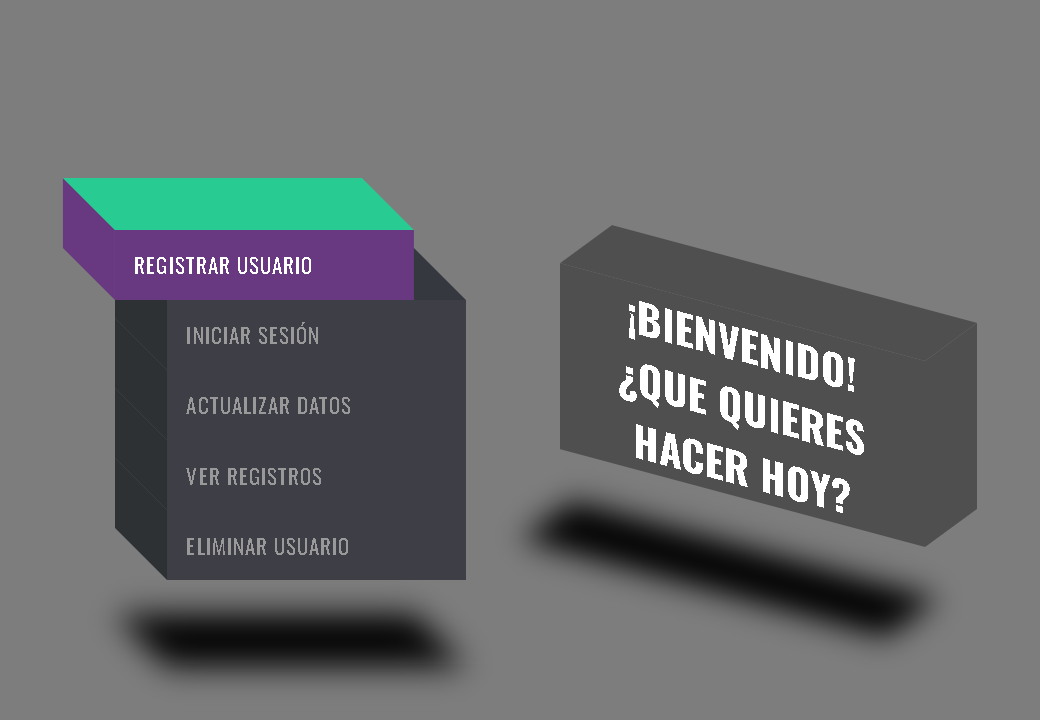 REGISTRAR USUARIO
INICIAR SESIÓN
ACTUALIZAR DATOS
VER REGISTROS
ELIMINAR USUARIO
¡BIENVENIDO!
¿QUE QUIERES
HACER HOY?